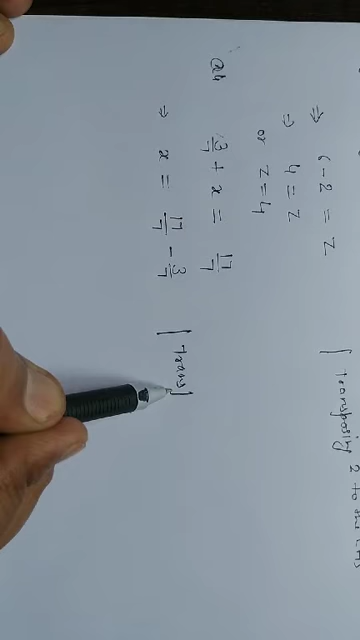 ⇒ 6 - 2 = z [Transposing 2 to the LHS
⇒ 4 = z
or z = 4
Q4 3/7 + x = 17/7
⇒ x = 17/7 - 3/7 [Transp